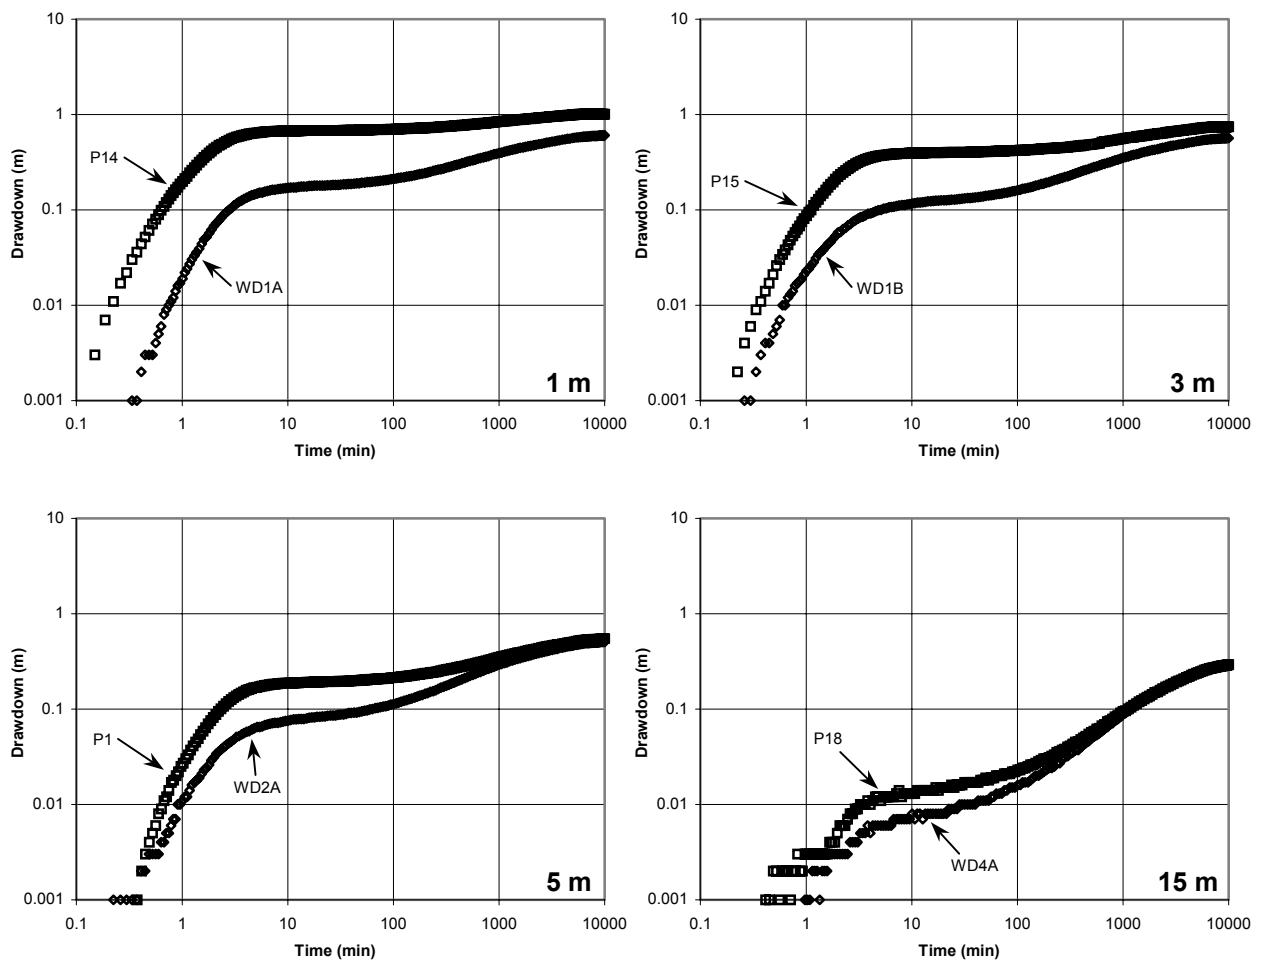 10
1
0.1
0.01
0.001
Drawdown (m)
P14
WD1A
1 m
0.1 1 10 100 1000 10000
Time (min)
10
1
0.1
0.01
0.001
Drawdown (m)
P15
WD1B
3 m
0.1 1 10 100 1000 10000
Time (min)
10
1
0.1
0.01
0.001
Drawdown (m)
P1
WD2A
5 m
0.1 1 10 100 1000 10000
Time (min)
10
1
0.1
0.01
0.001
Drawdown (m)
P18
WD4A
15 m
0.1 1 10 100 1000 10000
Time (min)